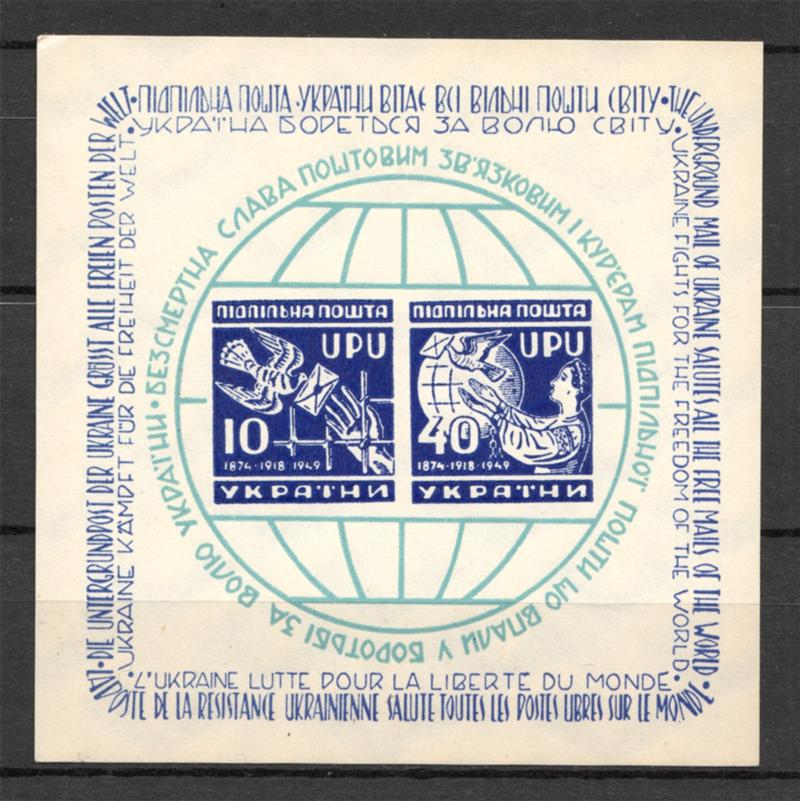 •ПІДПІЛЬНА ПОШТА УКРАЇНИ ВІТАЄ ВСІ ВІЛЬНІ ПОШТИ СВІТУ•
•УКРАЇНА БОРЕТЬСЯ ЗА ВОЛЮ СВІТУ•
THE UNDERGROUND MAIL OF UKRAINE SALUTES ALL THE FREE MAILS OF THE WORLD•
UKRAINE FIGHTS FOR THE FREEDOM OF THE WORLD•
БЕЗСМЕРТНА СЛАВА ПОШТОВИМ ЗВ'ЯЗКОВИМ І КУР'ЄРАМ ПІДПІЛЬНОЇ ПОШТИ ЩО ВПАЛИ У БОРОТЬБІ ЗА ВОЛЮ УКРАЇНИ•
ПІДПІЛЬНА ПОШТА
UPU
10
1874·1918·1949
УКРАЇНИ
ПІДПІЛЬНА ПОШТА
UPU
40
1874·1918·1949
УКРАЇНИ
•L'UKRAINE LUTTE POUR LA LIBERTÉ DU MONDE•
POSTE DE LA RESISTANCE UKRAINIENNE SALUTE TOUTES LES POSTES LIBRES SUR LE MONDE
•DIE UNTERGRUNDPOST DER UKRAINE GRÜSST ALLE FREIEN POSTEN DER WELT•
•UKRAINE KÄMPFT FÜR DIE FREIHEIT DER WELT•